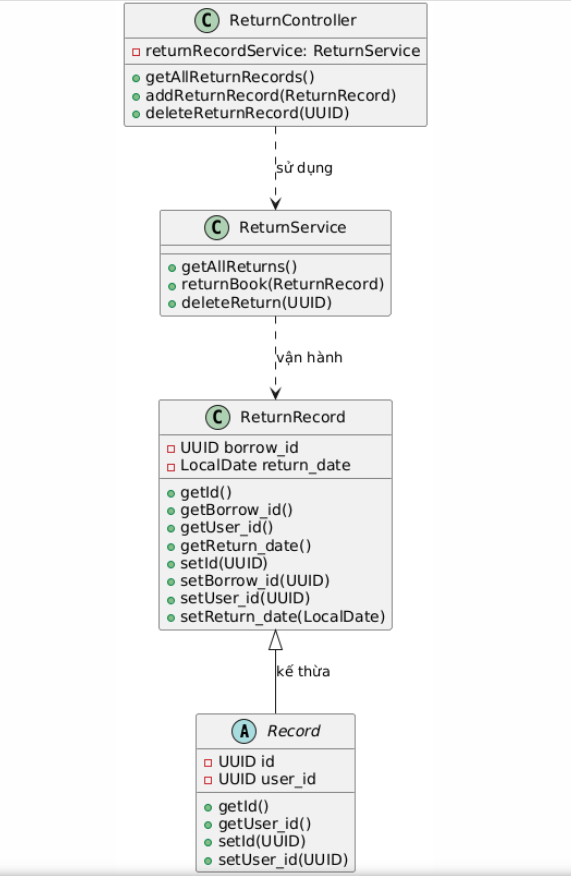 C ReturnController
returnRecordService: ReturnService
getAllReturnRecords()
addReturnRecord(ReturnRecord)
deleteReturnRecord(UUID)
sử dụng
C ReturnService
getAllReturns()
returnBook(ReturnRecord)
deleteReturn(UUID)
vận hành
C ReturnRecord
UUID borrow_id
LocalDate return_date
getId()
getBorrow_id()
getUser_id()
getReturn_date()
setId(UUID)
setBorrow_id(UUID)
setUser_id(UUID)
setReturn_date(LocalDate)
kế thừa
A Record
UUID id
UUID user_id
getId()
getUser_id()
setId(UUID)
setUser_id(UUID)